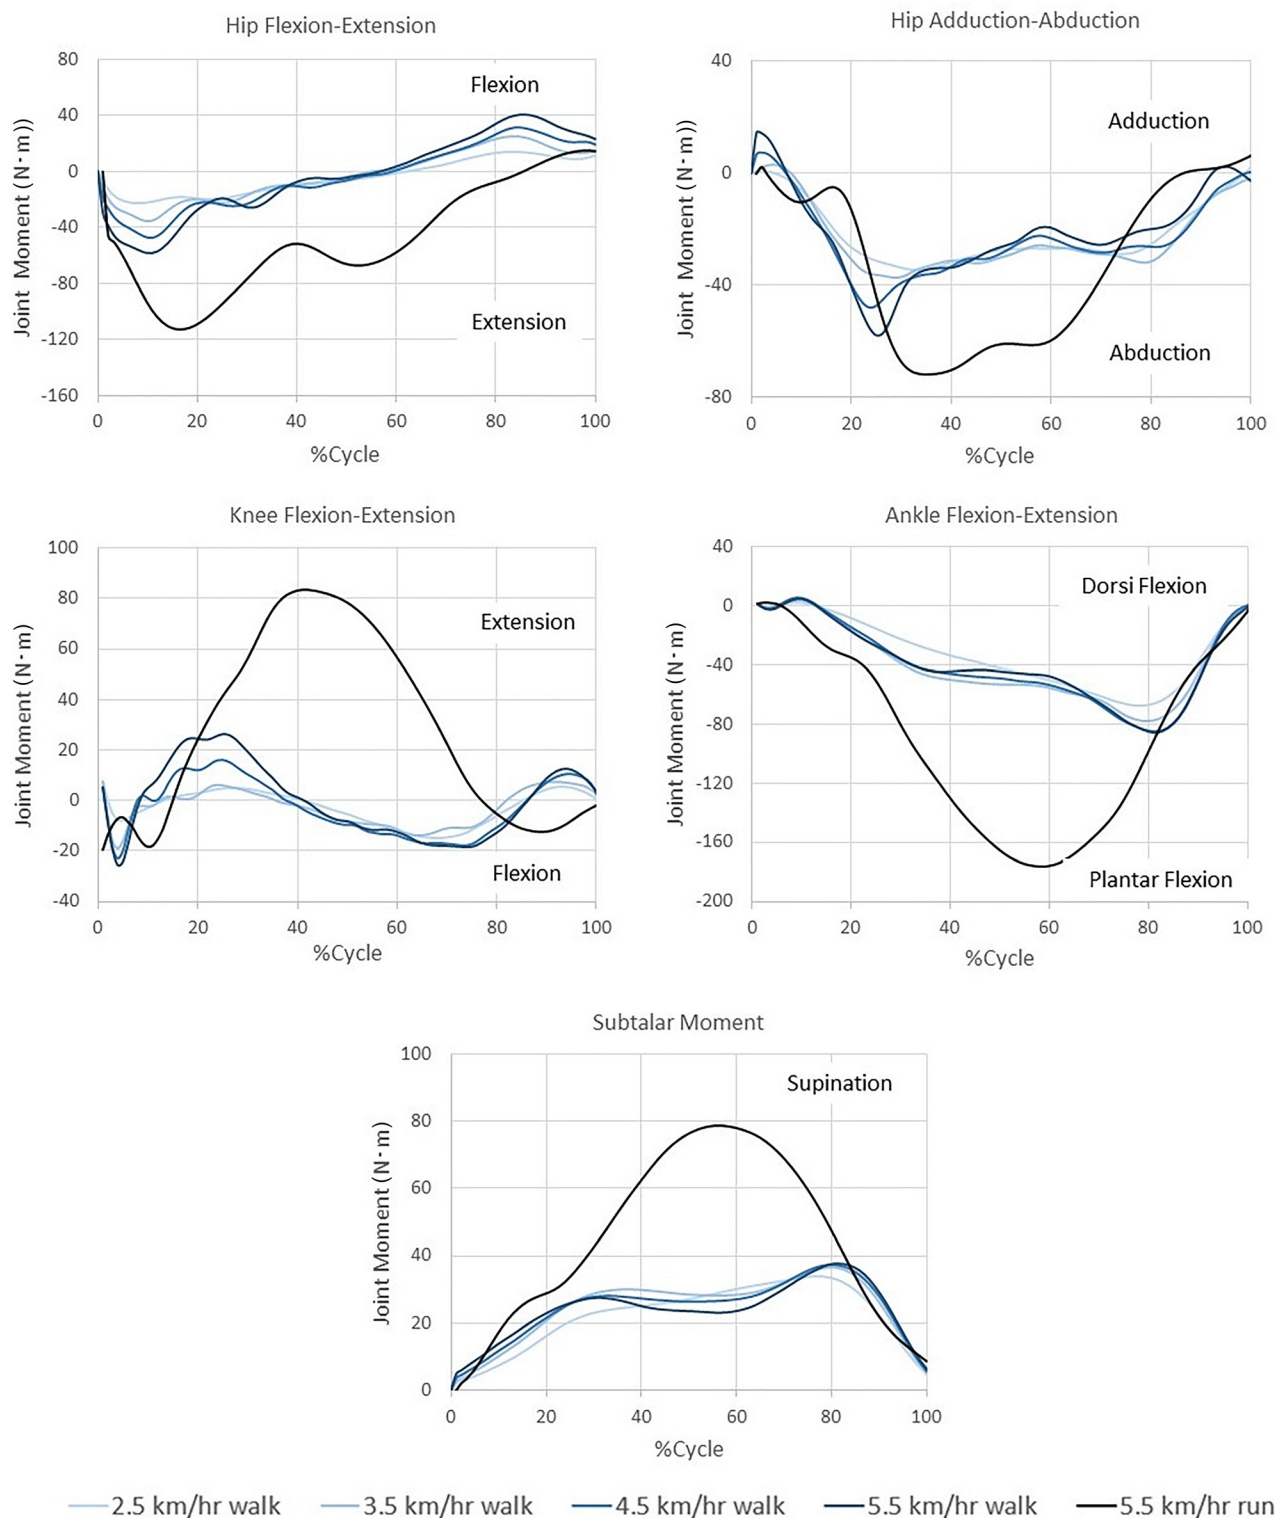 Hip Flexion-Extension
80
40
0
-40
-80
-120
-160
Joint Moment (N·m))
Flexion
Extension
0 20 40 60 80 100
%Cycle
Hip Adduction-Abduction
40
0
-40
-80
Joint Moment (N·m))
Adduction
Abduction
0 20 40 60 80 100
%Cycle
Knee Flexion-Extension
100
80
60
40
20
0
-20
-40
Joint Moment (N·m)
Extension
Flexion
0 20 40 60 80 100
%Cycle
Ankle Flexion-Extension
40
0
-40
-80
-120
-160
-200
Joint Moment (N·m)
Dorsi Flexion
Plantar Flexion
0 20 40 60 80 100
%Cycle
Subtalar Moment
100
80
60
40
20
0
Joint Moment (N·m)
Supination
0 20 40 60 80 100
%Cycle
2.5 km/hr walk 3.5 km/hr walk 4.5 km/hr walk 5.5 km/hr walk 5.5 km/hr run